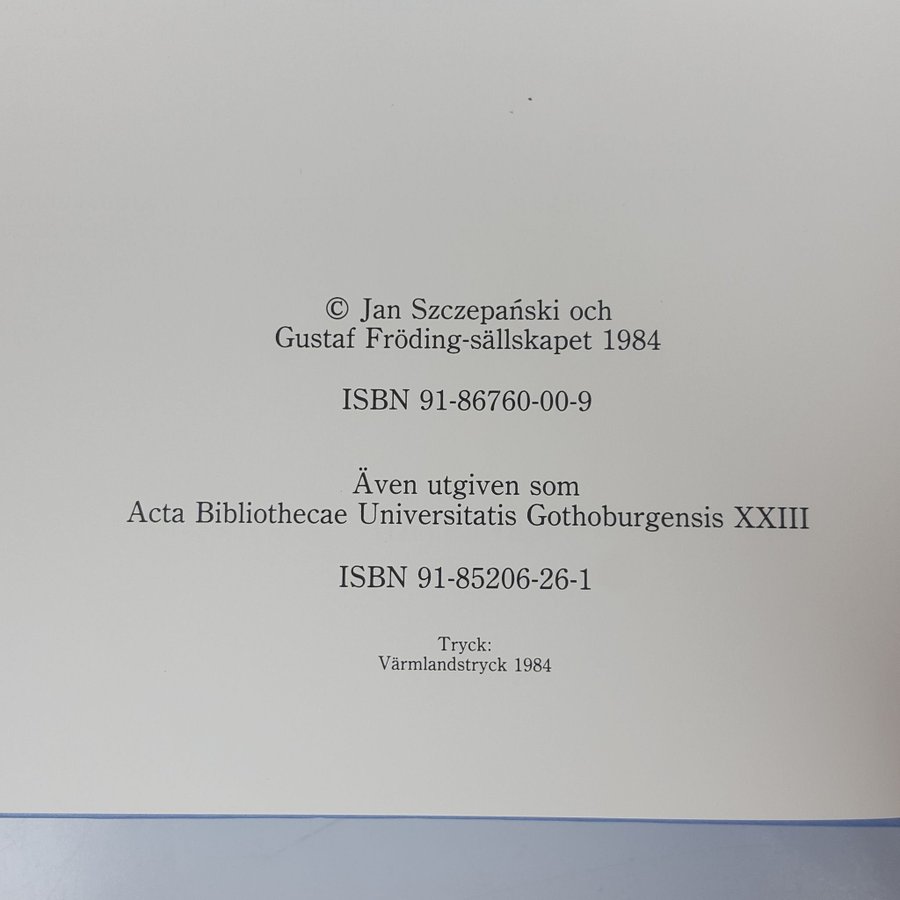 © Jan Szczepański och
Gustaf Fröding-sällskapet 1984
ISBN 91-86760-00-9
Även utgiven som
Acta Bibliothecae Universitatis Gothoburgensis XXIII
ISBN 91-85206-26-1
Tryck:
Värmlandstryck 1984